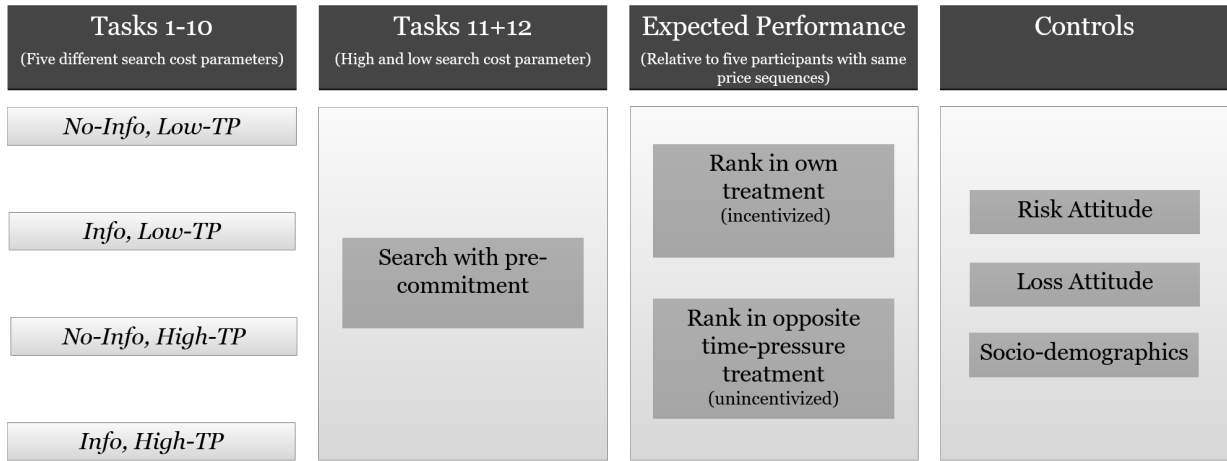 Tasks 1-10
(Five different search cost parameters)
No-Info, Low-TP
Info, Low-TP
No-Info, High-TP
Info, High-TP
Tasks 11+12
(High and low search cost parameter)
Search with pre-
commitment
Expected Performance
(Relative to five participants with same
price sequences)
Rank in own
treatment
(incentivized)
Rank in opposite
time-pressure
treatment
(unincentivized)
Controls
Risk Attitude
Loss Attitude
Socio-demographics